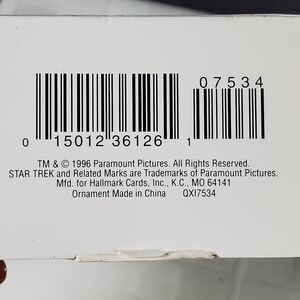 07534
0 15012 36126 1
TM & © 1996 Paramount Pictures. All Rights Reserved.
STAR TREK and Related Marks are Trademarks of Paramount Pictures.
Mfd. for Hallmark Cards, Inc., K.C., MO 64141
Ornament Made in China QXI7534